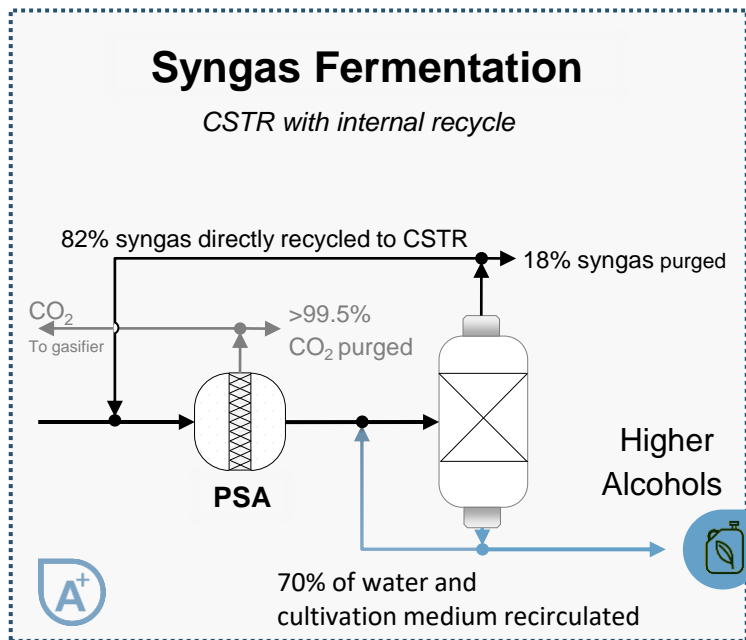 Syngas Fermentation
CSTR with internal recycle
82% syngas directly recycled to CSTR
18% syngas purged
CO₂
To gasifier
>99.5%
CO₂ purged
PSA
Higher
Alcohols
70% of water and
cultivation medium recirculated
A+